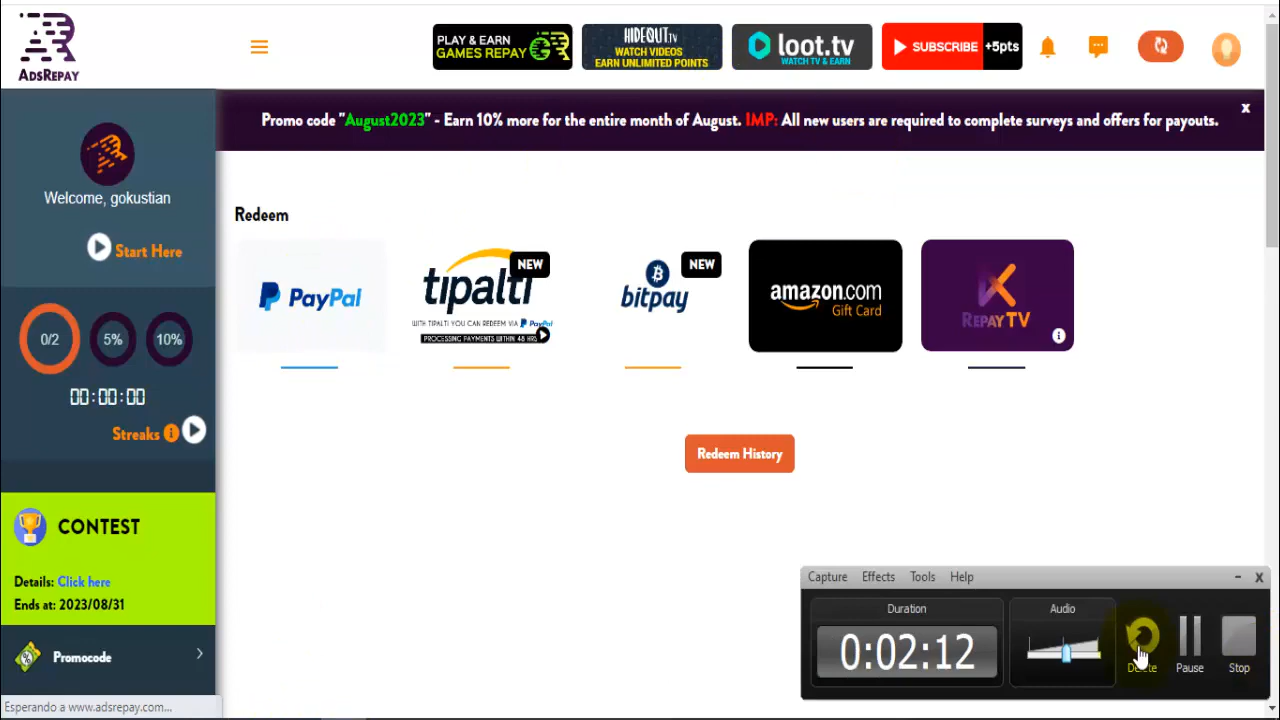 ADSREPAY
PLAY & EARN
GAMES REPAY
HIDEOUT.TV
WATCH VIDEOS
EARN UNLIMITED POINTS
loot.tv
WATCH TV & EARN
SUBSCRIBE +5pts
Promo code "August2023" - Earn 10% more for the entire month of August. IMP: All new users are required to complete surveys and offers for payouts.
x
Welcome, gokustian
Start Here
0/2 5% 10%
00:00:00
Streaks i
CONTEST
Details: Click here
Ends at: 2023/08/31
Promocode
Esperando a www.adsrepay.com...
Redeem
PayPal
tipalti NEW
WITH TIPALTI YOU CAN REDEEM VIA PayPal
PROCESSING PAYMENTS WITHIN 48 HRS
bitpay NEW
amazon.com
Gift Card
REPAY TV
i
Redeem History
Capture Effects Tools Help
Duration
0:02:12
Audio
Delete
Pause
Stop